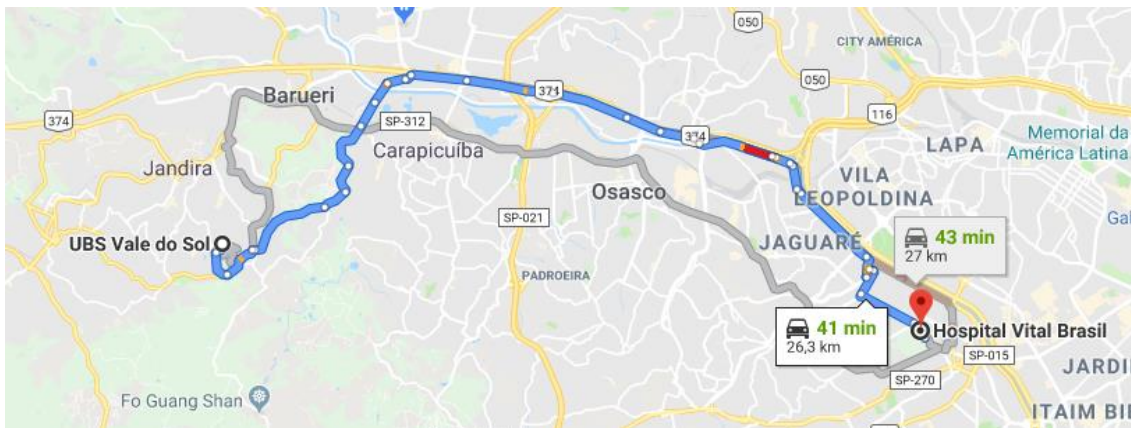 050
CITY AMÉRICA
050
Barueri
371
374
SP-312
374
116
LAPA
Memorial da
América Latina
Carapicuíba
Jandira
VILA
LEOPOLDINA
Osasco
SP-021
43 min
27 km
UBS Vale do Sol
JAGUARÉ
PADROEIRA
41 min
26,3 km
Hospital Vital Brasil
SP-015
JARDI
SP-270
Fo Guang Shan
ITAIM BI